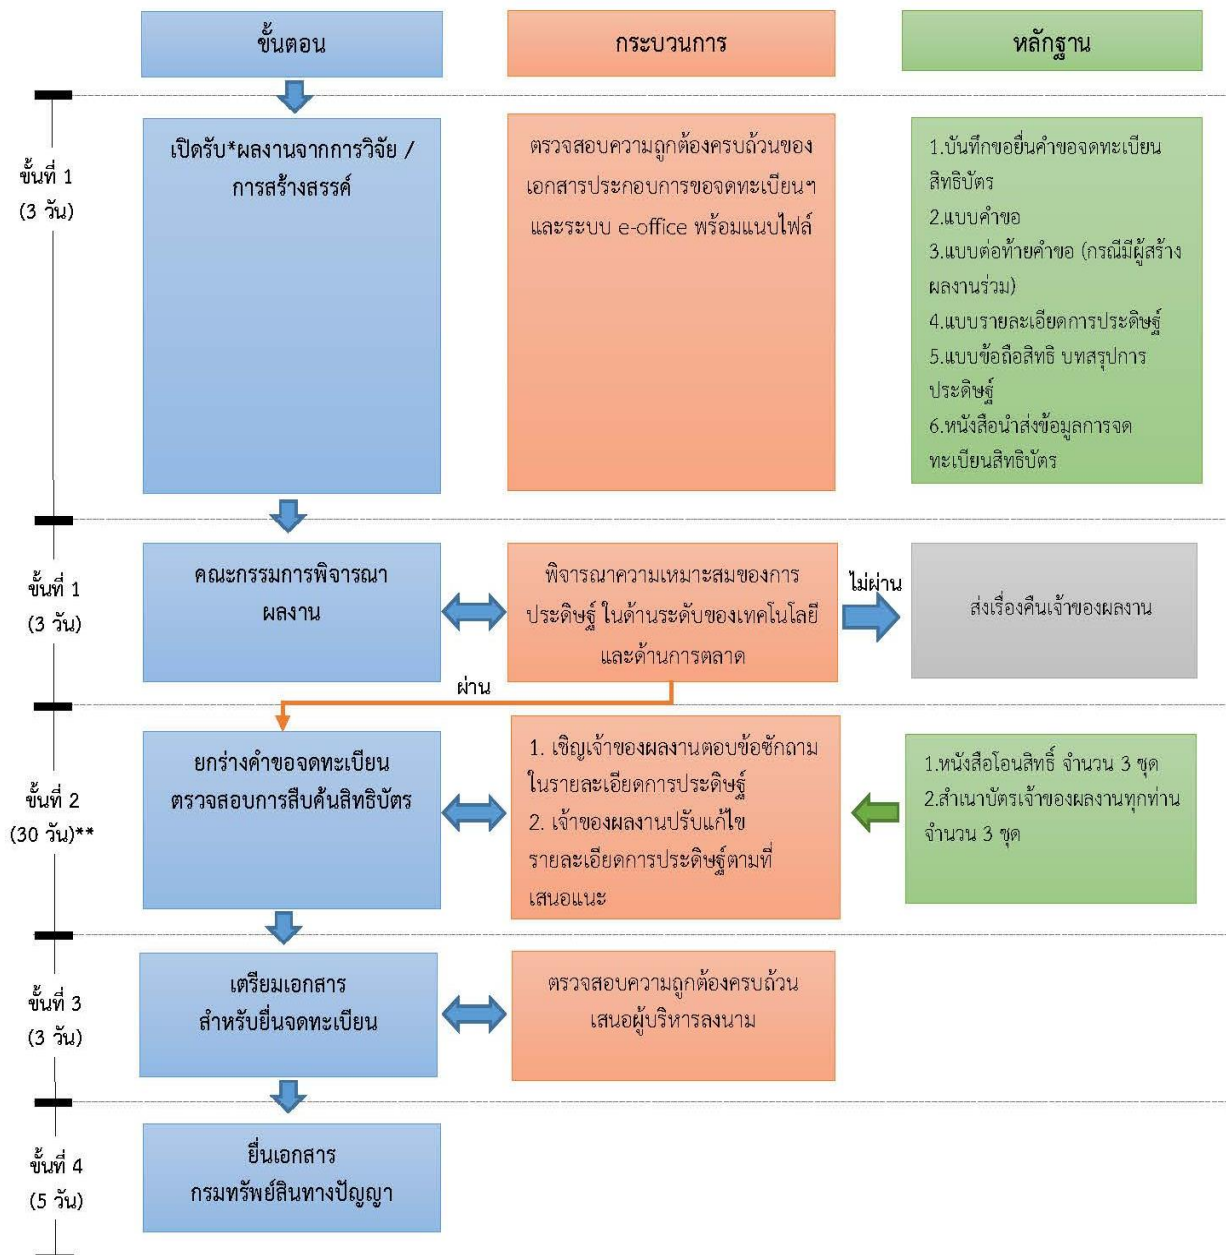 ขั้นตอน
กระบวนการ
หลักฐาน
ขั้นที่ 1
(3 วัน)
เปิดรับ*ผลงานจากการวิจัย /
การสร้างสรรค์
ตรวจสอบความถูกต้องครบถ้วนของ
เอกสารประกอบการขอจดทะเบียนฯ
และระบบ e-office พร้อมแนบไฟล์
1.บันทึกขอยื่นคำขอจดทะเบียน
สิทธิบัตร
2.แบบคำขอ
3.แบบต่อท้ายคำขอ (กรณีมีผู้สร้าง
ผลงานร่วม)
4.แบบรายละเอียดการประดิษฐ์
5.แบบข้อถือสิทธิ บทสรุปการ
ประดิษฐ์
6.หนังสือนำส่งข้อมูลการจด
ทะเบียนสิทธิบัตร
ขั้นที่ 1
(3 วัน)
คณะกรรมการพิจารณา
ผลงาน
พิจารณาความเหมาะสมของการ
ประดิษฐ์ ในด้านระดับของเทคโนโลยี
และด้านการตลาด
ไม่ผ่าน
ส่งเรื่องคืนเจ้าของผลงาน
ผ่าน
ขั้นที่ 2
(30 วัน)**
ยกร่างคำขอจดทะเบียน
ตรวจสอบการสืบค้นสิทธิบัตร
1. เชิญเจ้าของผลงานตอบข้อซักถาม
ในรายละเอียดการประดิษฐ์
2. เจ้าของผลงานปรับแก้ไข
รายละเอียดการประดิษฐ์ตามที่
เสนอแนะ
1.หนังสือโอนสิทธิ์ จำนวน 3 ชุด
2.สำเนาบัตรเจ้าของผลงานทุกท่าน
จำนวน 3 ชุด
ขั้นที่ 3
(3 วัน)
เตรียมเอกสาร
สำหรับยื่นจดทะเบียน
ตรวจสอบความถูกต้องครบถ้วน
เสนอผู้บริหารลงนาม
ขั้นที่ 4
(5 วัน)
ยื่นเอกสาร
กรมทรัพย์สินทางปัญญา